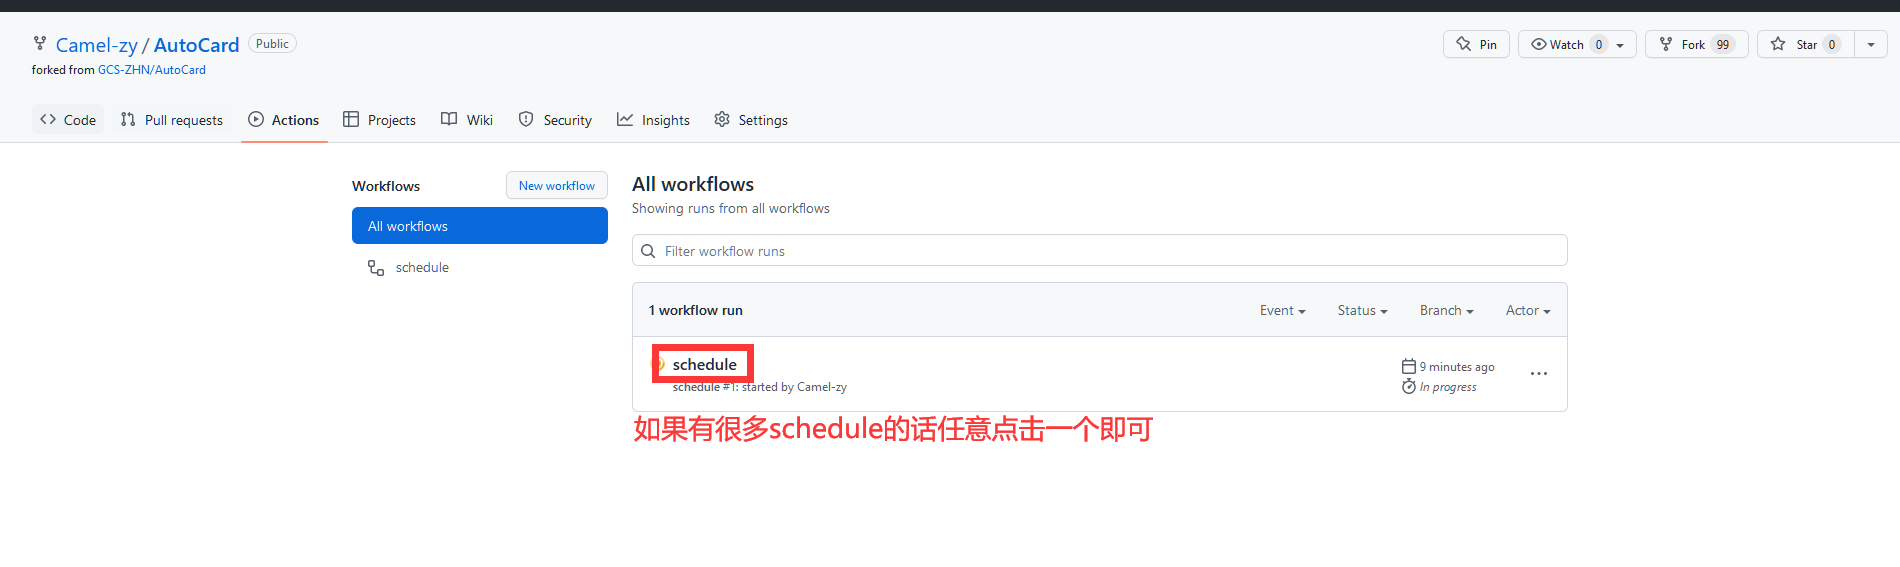 Camel-zy / AutoCard Public
Pin Watch 0 Fork 99 Star 0
forked from GCS-ZHN/AutoCard
Code Pull requests Actions Projects Wiki Security Insights Settings
Workflows New workflow
All workflows
schedule
All workflows
Showing runs from all workflows
Filter workflow runs
1 workflow run Event Status Branch Actor
schedule
schedule #1: started by Camel-zy
9 minutes ago
In progress
如果有很多schedule的话任意点击一个即可